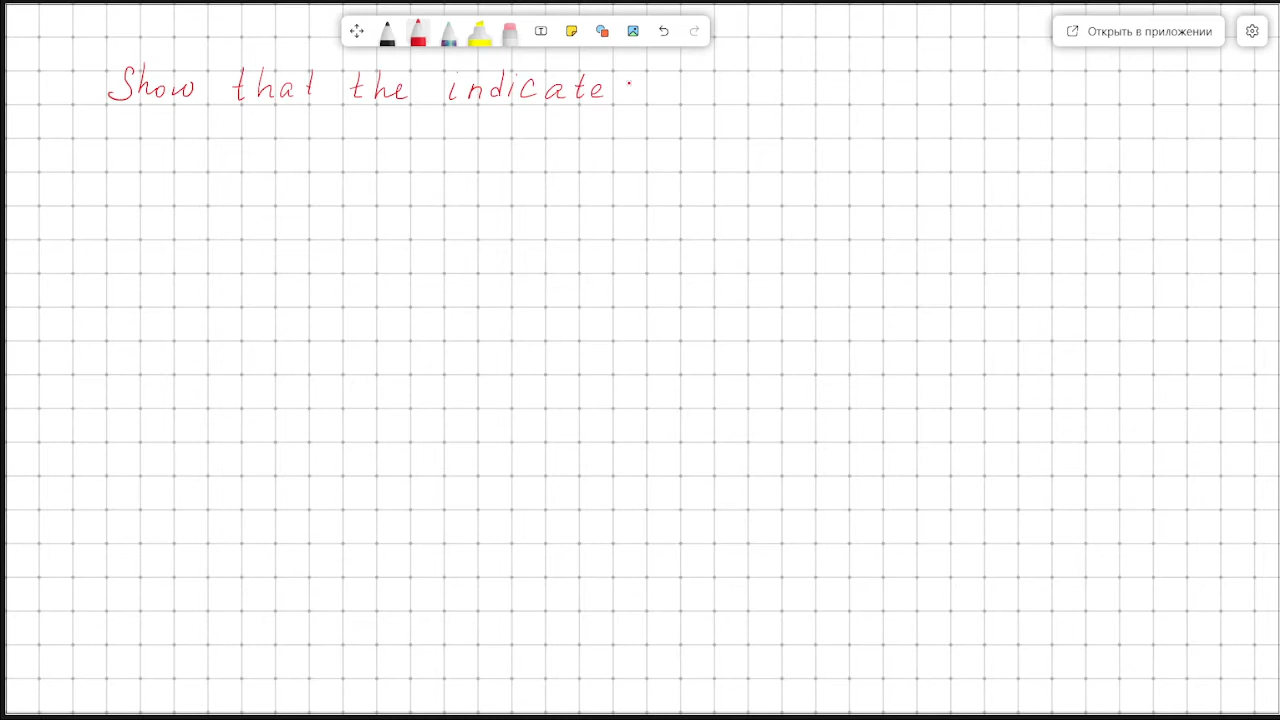 Открыть в приложении
Show that the indicate